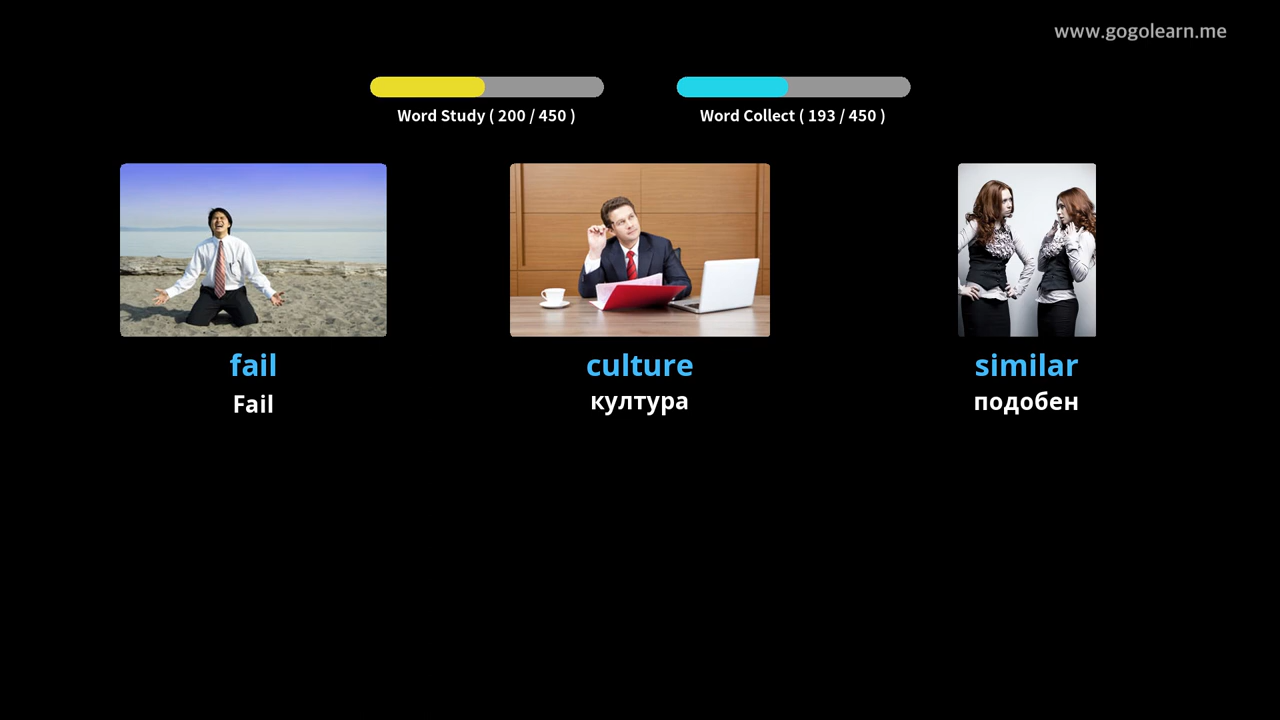 www.gogolearn.me
Word Study ( 200 / 450 )
Word Collect ( 193 / 450 )
fail
Fail
culture
култура
similar
подобен